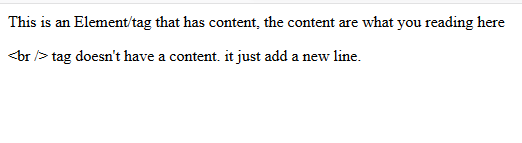 This is an Element/tag that has content, the content are what you reading here
<br /> tag doesn't have a content. it just add a new line.